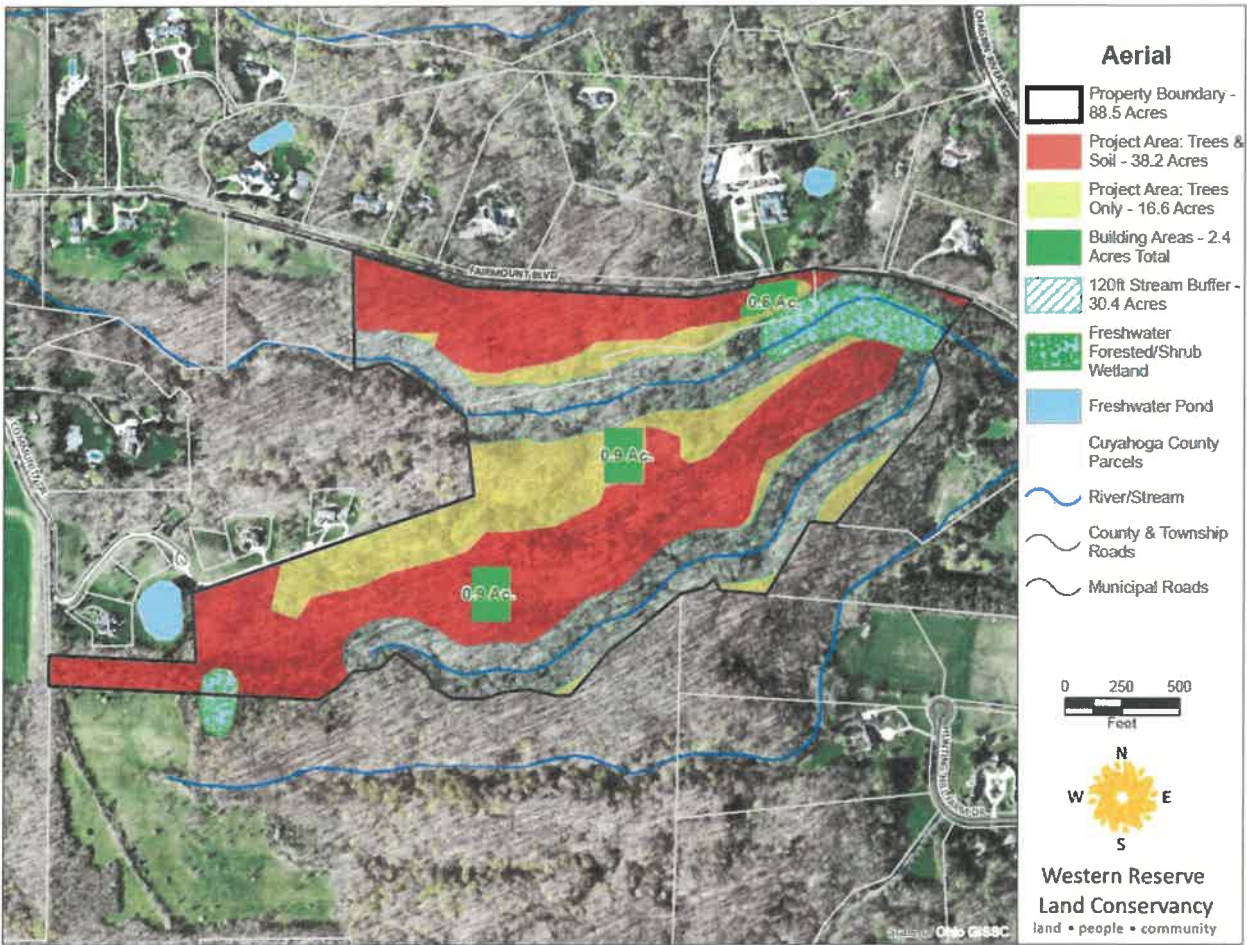 CHAGRIN RIVER RD
FAIRMOUNT BLVD
0.6 Ac.
0.9 Ac.
0.9 Ac.
Ohio GISSC
Aerial
Property Boundary -
88.5 Acres
Project Area: Trees &
Soil - 38.2 Acres
Project Area: Trees
Only - 16.6 Acres
Building Areas - 2.4
Acres Total
120ft Stream Buffer -
30.4 Acres
Freshwater
Forested/Shrub
Wetland
Freshwater Pond
Cuyahoga County
Parcels
River/Stream
County & Township
Roads
Municipal Roads
0 250 500
Feet
N
W E
S
Western Reserve
Land Conservancy
land • people • community